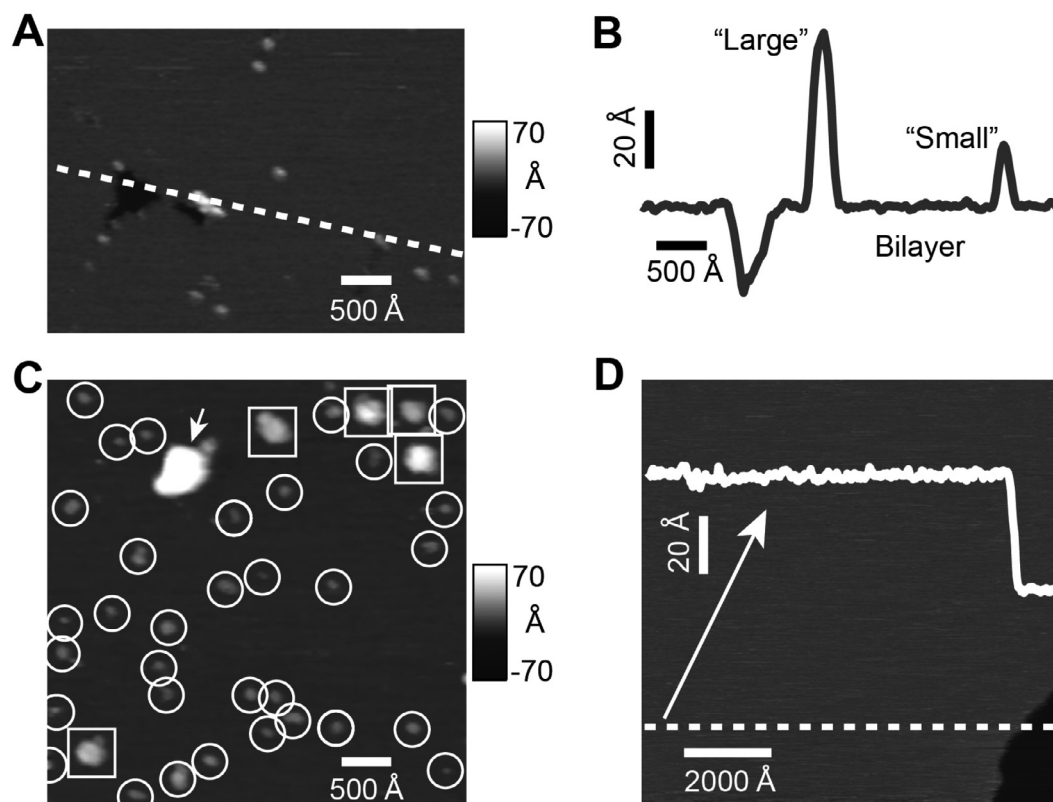 A
70
Å
-70
500 Å
B
“Large”
20 Å
“Small”
500 Å
Bilayer
C
70
Å
-70
500 Å
D
20 Å
2000 Å